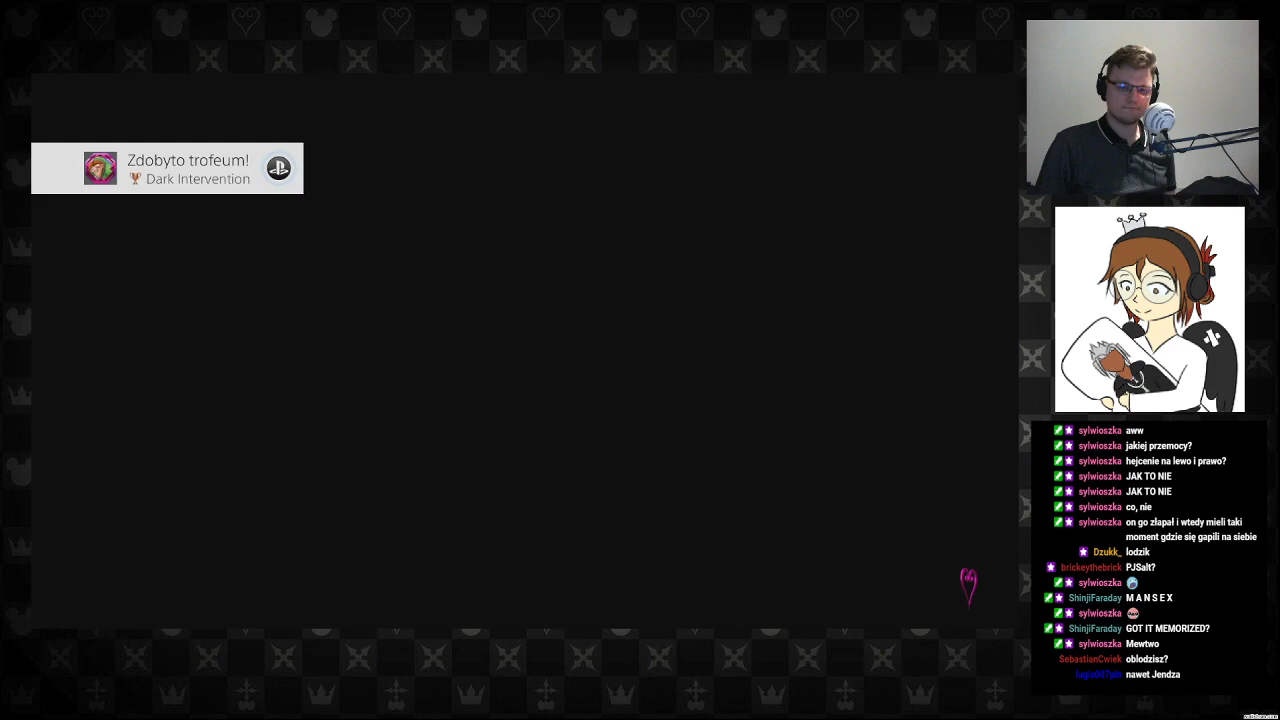 Zdobyto trofeum!
Dark Intervention
sylwioszka aww
sylwioszka jakiej przemocy?
sylwioszka hejcenie na lewo i prawo?
sylwioszka JAK TO NIE
sylwioszka JAK TO NIE
sylwioszka co, nie
sylwioszka on go złapał i wtedy mieli taki
moment gdzie się gapili na siebie
Dzukk_ lodzik
brickeythebrick PJSalt?
sylwioszka
ShinjiFaraday M A N S E X
sylwioszka
ShinjiFaraday GOT IT MEMORIZED?
sylwioszka Mewtwo
SebastianCwiek oblodzisz?
nawet Jendza